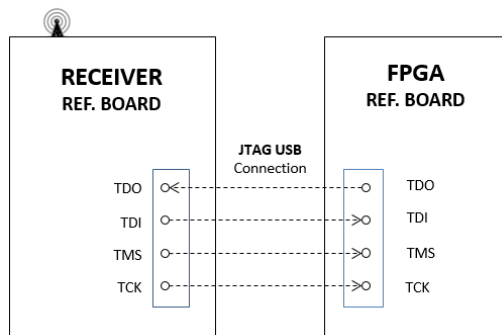 RECEIVER
REF. BOARD
FPGA
REF. BOARD
JTAG USB
Connection
TDO
TDO
TDI
TDI
TMS
TMS
TCK
TCK